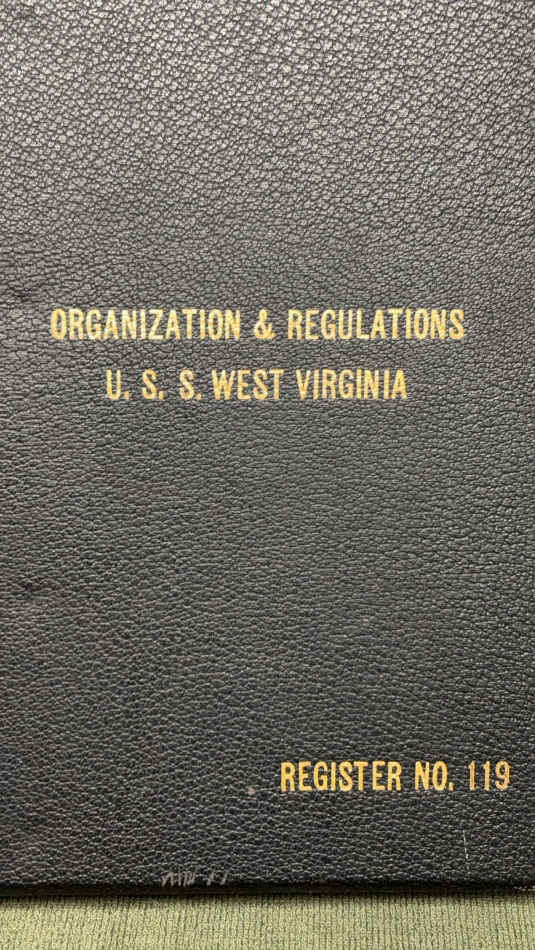 ORGANIZATION & REGULATIONS
U. S. S. WEST VIRGINIA
REGISTER NO. 119